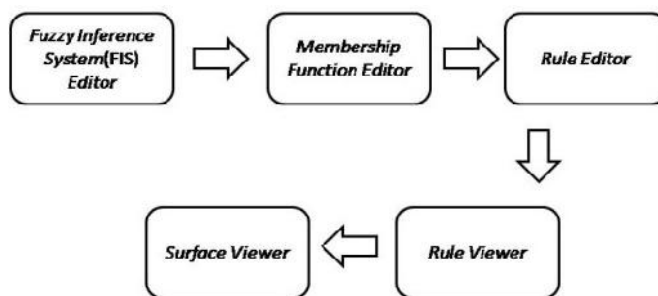 Fuzzy Inference
System(FIS)
Editor
Membership
Function Editor
Rule Editor
Rule Viewer
Surface Viewer